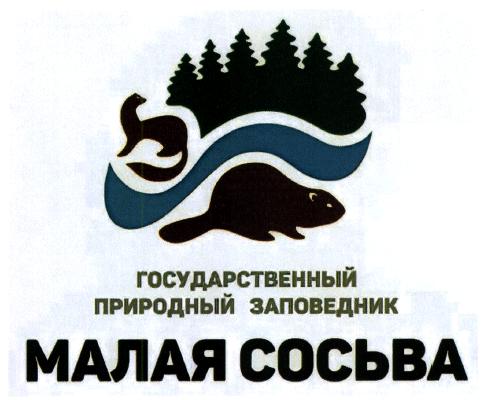 ГОСУДАРСТВЕННЫЙ
ПРИРОДНЫЙ ЗАПОВЕДНИК
МАЛАЯ СОСЬВА